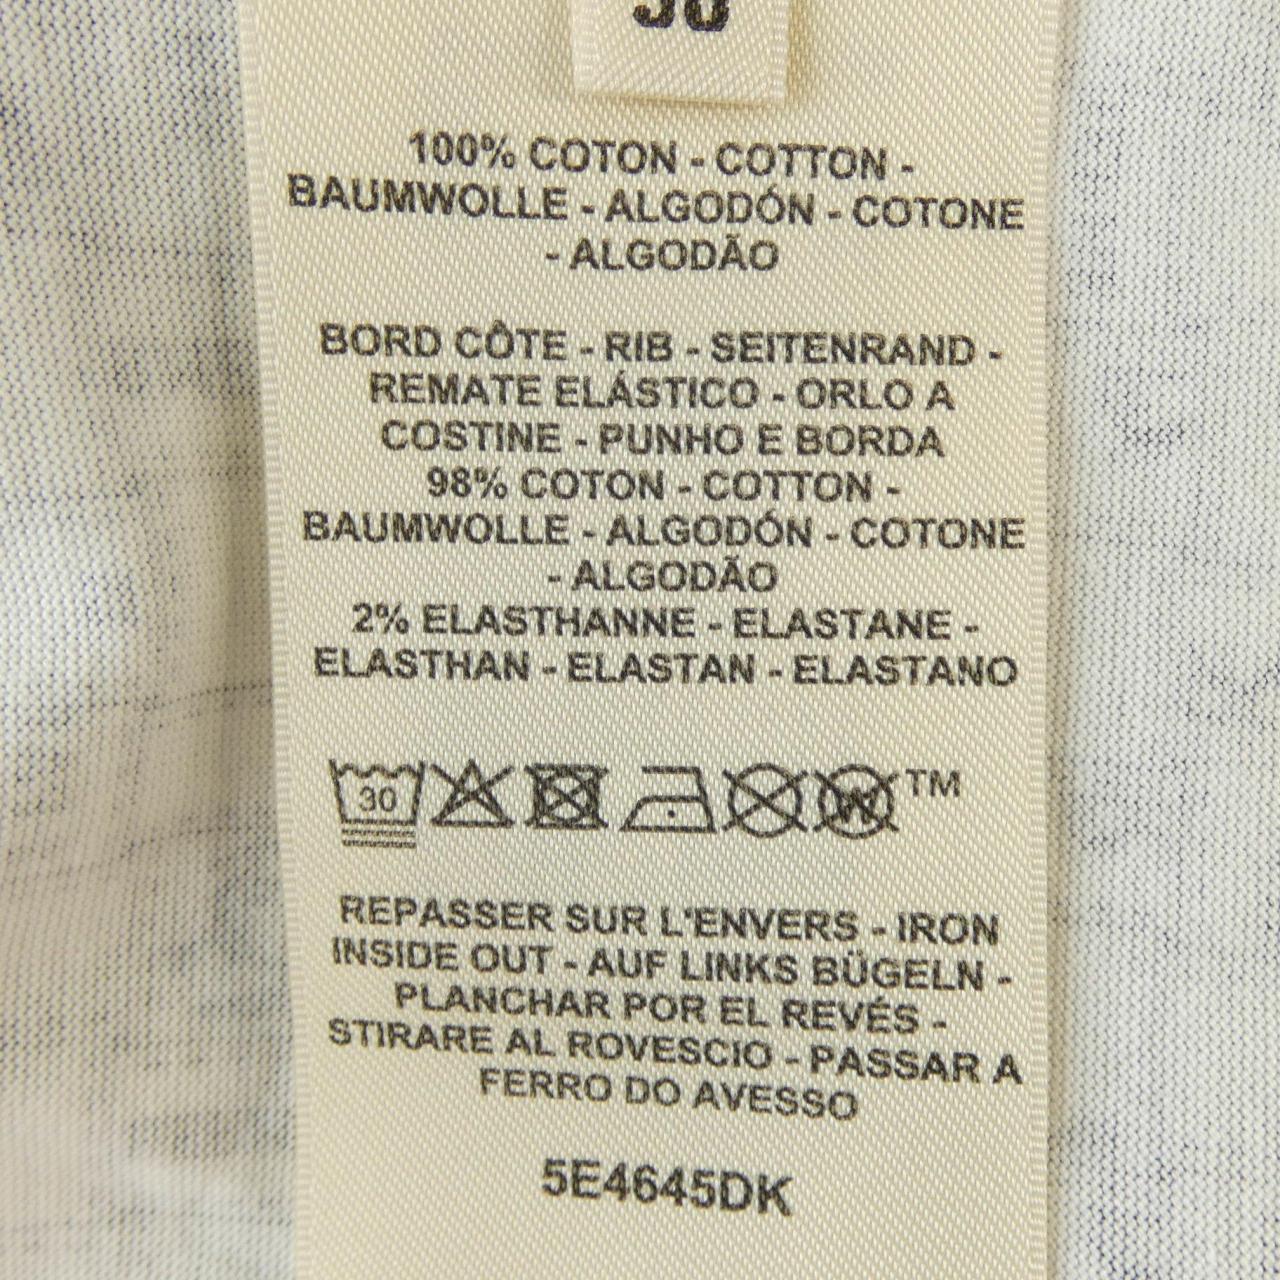 100% COTON - COTTON -
BAUMWOLLE - ALGODÓN - COTONE
- ALGODÃO
BORD CÔTE - RIB - SEITENRAND -
REMATE ELÁSTICO - ORLO A
COSTINE - PUNHO E BORDA
98% COTON - COTTON -
BAUMWOLLE - ALGODÓN - COTONE
- ALGODÃO
2% ELASTHANNE - ELASTANE -
ELASTHAN - ELASTAN - ELASTANO
30 W TM
REPASSER SUR L'ENVERS - IRON
INSIDE OUT - AUF LINKS BÜGELN -
PLANCHAR POR EL REVÉS -
STIRARE AL ROVESCIO - PASSAR A
FERRO DO AVESSO
5E4645DK